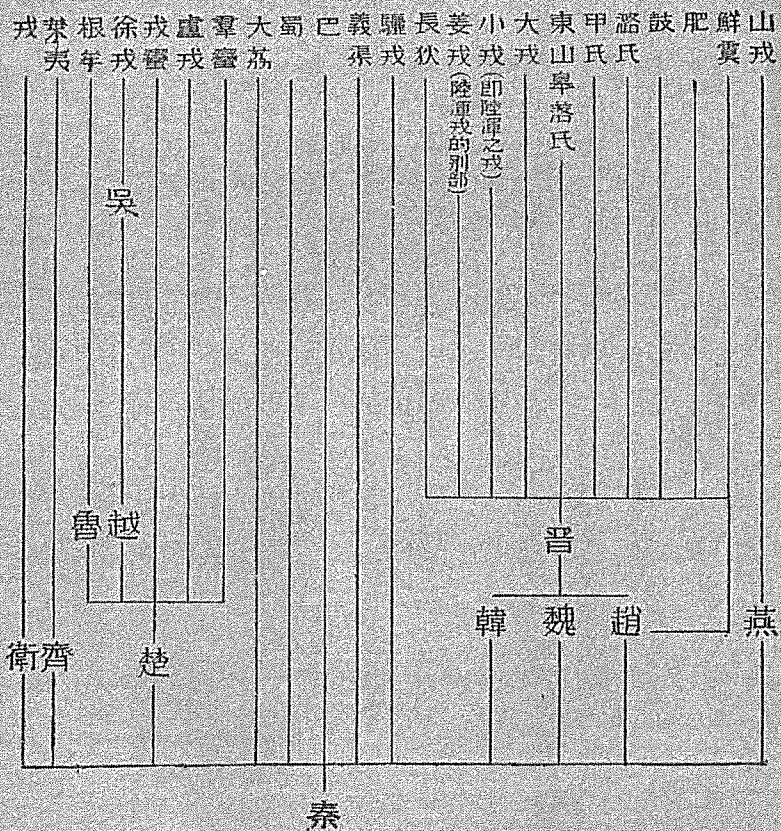 山戎
鮮虞
肥
鼓
潞氏
甲氏
東山皐落氏
大戎
小戎(即陸渾之戎)
姜戎(陸渾戎的別部)
長狄
驪戎
義渠
巴
蜀
大荔
羣蠻
盧戎
戎蠻
徐戎
根牟
萊夷
戎
吳
越
魯
晋
燕
趙
魏
韓
楚
齊
衛
秦